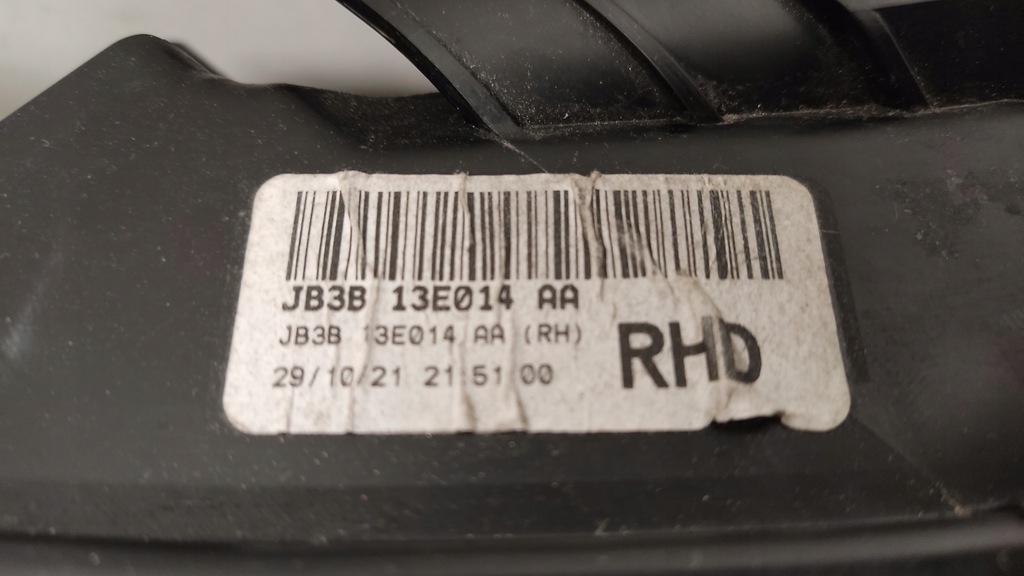 JB3B 13E014 AA
JB3B 13E014 AA (RH)
RHD
29/10/21 21:51:00